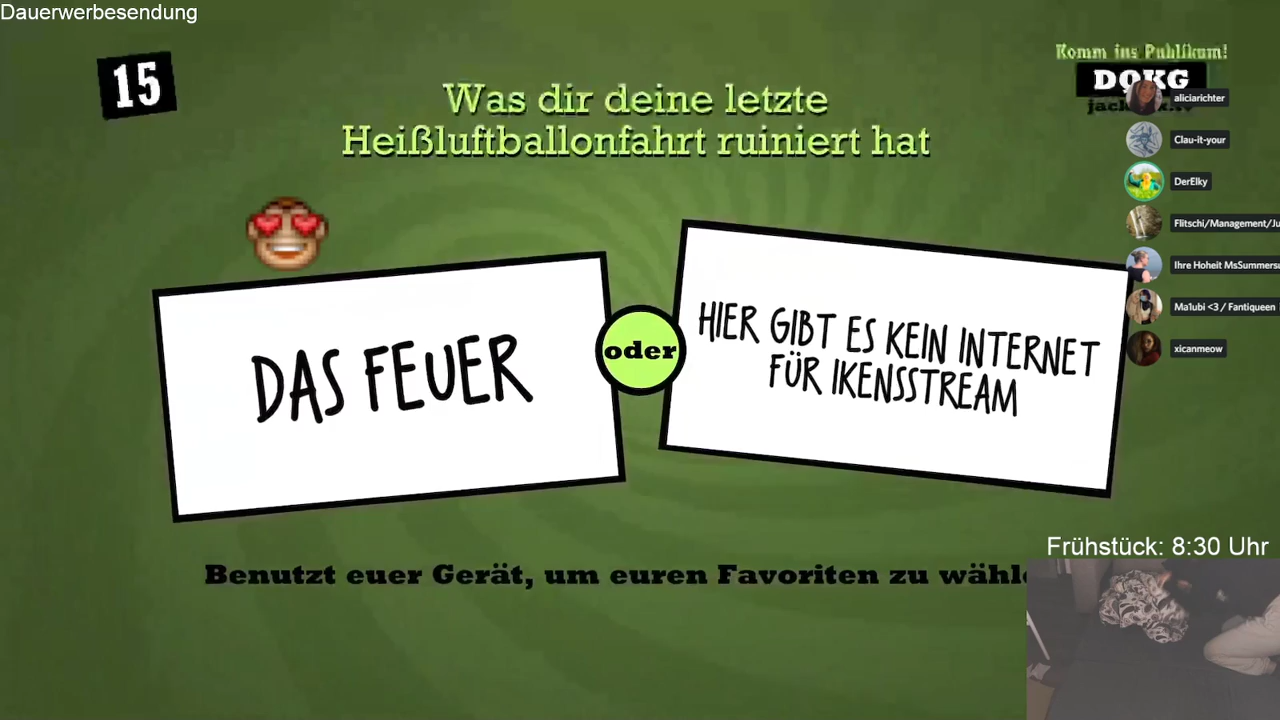 Dauerwerbesendung
15
Komm ins Publikum!
DOKG
Was dir deine letzte
Heißluftballonfahrt ruiniert hat
aliciarichter
Clau-it-your
DerElky
Flitschi/Management/Ju
Ihre Hoheit MsSummers
Ma1ubi <3 / Fantiqueen
xicanmeow
DAS FEUER
oder
HIER GIBT ES KEIN INTERNET
FÜR IKENSSTREAM
Frühstück: 8:30 Uhr
Benutzt euer Gerät, um euren Favoriten zu wähle